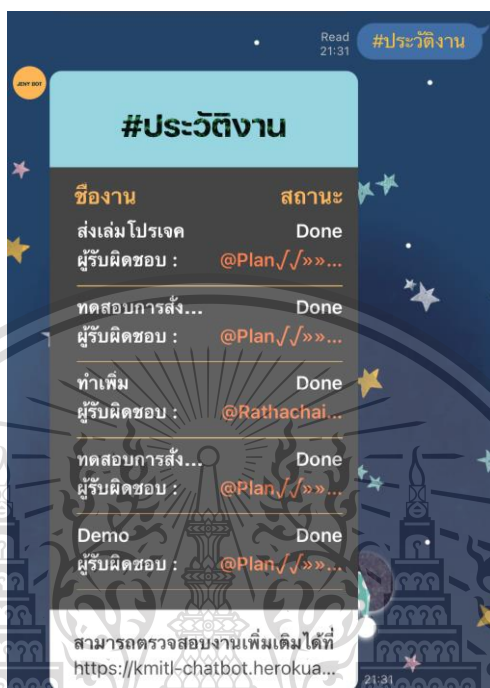 Read
21:31
#ประวัติงาน
JENT BOT
#ประวัติงาน
ชื่องาน สถานะ
ส่งเล่มโปรเจค Done
ผู้รับผิดชอบ : @Plan√√»»...
ทดสอบการสั่ง... Done
ผู้รับผิดชอบ : @Plan√√»»...
ทำเพิ่ม Done
ผู้รับผิดชอบ : @Rathachai...
ทดสอบการสั่ง... Done
ผู้รับผิดชอบ : @Plan√√»»...
Demo Done
ผู้รับผิดชอบ : @Plan√√»»...
สามารถตรวจสอบงานเพิ่มเติมได้ที่
https://kmitl-chatbot.herokua...
21:31